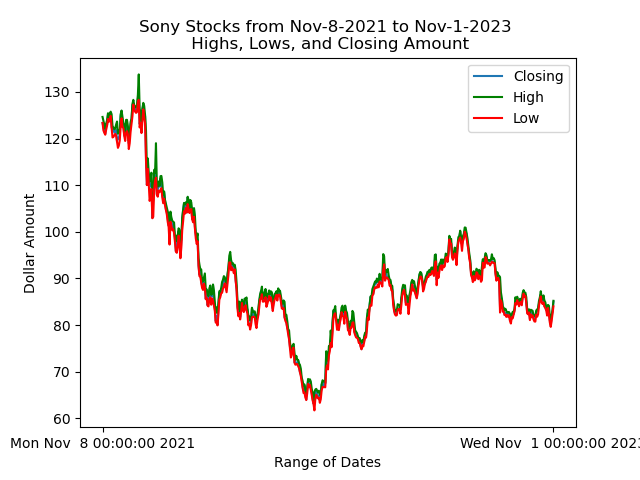 Sony Stocks from Nov-8-2021 to Nov-1-2023
Highs, Lows, and Closing Amount
Closing
High
Low
130
120
110
100
90
80
70
60
Dollar Amount
Mon Nov  8 00:00:00 2021
Wed Nov  1 00:00:00 2023
Range of Dates